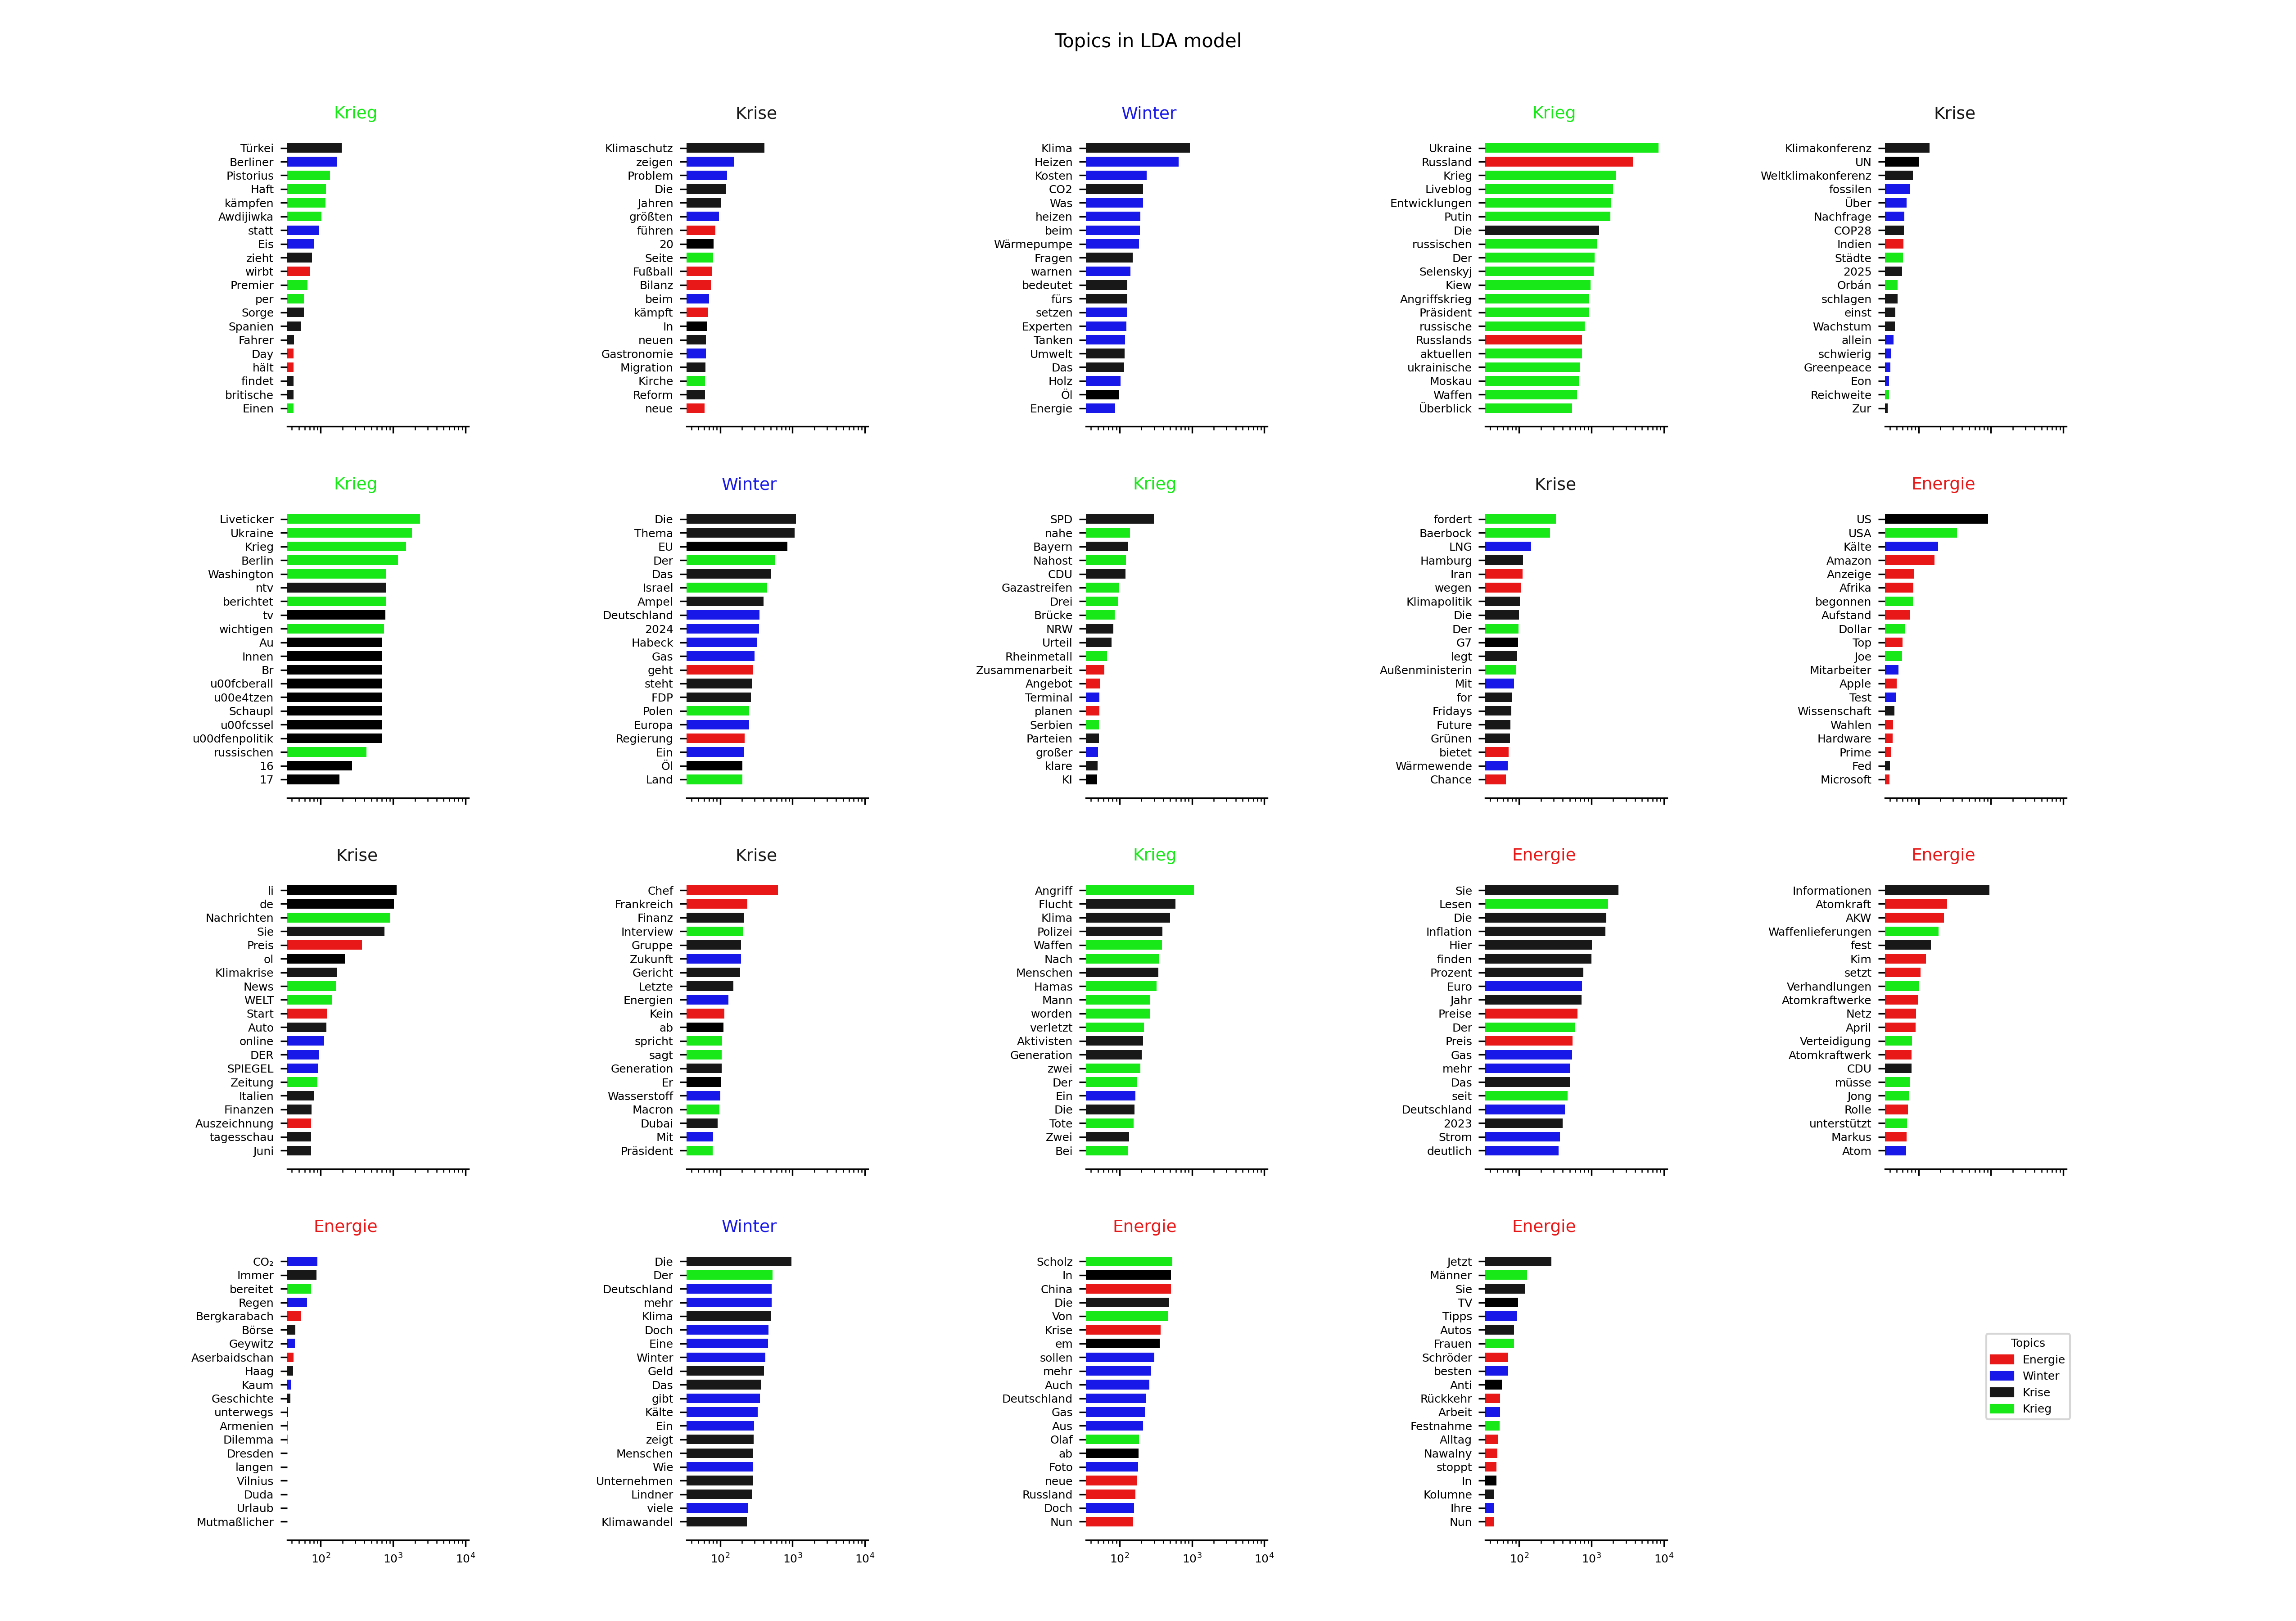 Topics in LDA model
Krieg
Türkei
Berliner
Pistorius
Haft
kämpfen
Awdijiwka
statt
Eis
zieht
wirbt
Premier
per
Sorge
Spanien
Fahrer
Day
hält
findet
britische
Einen
Krise
Klimaschutz
zeigen
Problem
Die
Jahren
größten
führen
20
Seite
Fußball
Bilanz
beim
kämpft
In
neuen
Gastronomie
Migration
Kirche
Reform
neue
Winter
Klima
Heizen
Kosten
CO2
Was
heizen
beim
Wärmepumpe
Fragen
warnen
bedeutet
fürs
setzen
Experten
Tanken
Umwelt
Das
Holz
Öl
Energie
Krieg
Ukraine
Russland
Krieg
Liveblog
Entwicklungen
Putin
Die
russischen
Der
Selenskyj
Kiew
Angriffskrieg
Präsident
russische
Russlands
aktuellen
ukrainische
Moskau
Waffen
Überblick
Krise
Klimakonferenz
UN
Weltklimakonferenz
fossilen
Über
Nachfrage
COP28
Indien
Städte
2025
Orbán
schlagen
einst
Wachstum
allein
schwierig
Greenpeace
Eon
Reichweite
Zur
Krieg
Liveticker
Ukraine
Krieg
Berlin
Washington
ntv
berichtet
tv
wichtigen
Au
Innen
Br
u00fcberall
u00e4tzen
Schaupl
u00fcssel
u00dfenpolitik
russischen
16
17
Winter
Die
Thema
EU
Der
Das
Israel
Ampel
Deutschland
2024
Habeck
Gas
geht
steht
FDP
Polen
Europa
Regierung
Ein
Öl
Land
Krieg
SPD
nahe
Bayern
Nahost
CDU
Gazastreifen
Drei
Brücke
NRW
Urteil
Rheinmetall
Zusammenarbeit
Angebot
Terminal
planen
Serbien
Parteien
großer
klare
KI
Krise
fordert
Baerbock
LNG
Hamburg
Iran
wegen
Klimapolitik
Die
Der
G7
legt
Außenministerin
Mit
for
Fridays
Future
Grünen
bietet
Wärmewende
Chance
Energie
US
USA
Kälte
Amazon
Anzeige
Afrika
begonnen
Aufstand
Dollar
Top
Joe
Mitarbeiter
Apple
Test
Wissenschaft
Wahlen
Hardware
Prime
Fed
Microsoft
Krise
li
de
Nachrichten
Sie
Preis
ol
Klimakrise
News
WELT
Start
Auto
online
DER
SPIEGEL
Zeitung
Italien
Finanzen
Auszeichnung
tagesschau
Juni
Krise
Chef
Frankreich
Finanz
Interview
Gruppe
Zukunft
Gericht
Letzte
Energien
Kein
ab
spricht
sagt
Generation
Er
Wasserstoff
Macron
Dubai
Mit
Präsident
Krieg
Angriff
Flucht
Klima
Polizei
Waffen
Nach
Menschen
Hamas
Mann
worden
verletzt
Aktivisten
Generation
zwei
Der
Ein
Die
Tote
Zwei
Bei
Energie
Sie
Lesen
Die
Inflation
Hier
finden
Prozent
Euro
Jahr
Preise
Der
Preis
Gas
mehr
Das
seit
Deutschland
2023
Strom
deutlich
Energie
Informationen
Atomkraft
AKW
Waffenlieferungen
fest
Kim
setzt
Verhandlungen
Atomkraftwerke
Netz
April
Verteidigung
Atomkraftwerk
CDU
müsse
Jong
Rolle
unterstützt
Markus
Atom
Energie
CO₂
Immer
bereitet
Regen
Bergkarabach
Börse
Geywitz
Aserbaidschan
Haag
Kaum
Geschichte
unterwegs
Armenien
Dilemma
Dresden
langen
Vilnius
Duda
Urlaub
Mutmaßlicher
10² 10³ 10⁴
Winter
Die
Der
Deutschland
mehr
Klima
Doch
Eine
Winter
Geld
Das
gibt
Kälte
Ein
zeigt
Menschen
Wie
Unternehmen
Lindner
viele
Klimawandel
10² 10³ 10⁴
Energie
Scholz
In
China
Die
Von
Krise
em
sollen
mehr
Auch
Deutschland
Gas
Aus
Olaf
ab
Foto
neue
Russland
Doch
Nun
10² 10³ 10⁴
Energie
Jetzt
Männer
Sie
TV
Tipps
Autos
Frauen
Schröder
besten
Anti
Rückkehr
Arbeit
Festnahme
Alltag
Nawalny
stoppt
In
Kolumne
Ihre
Nun
10² 10³ 10⁴
Topics
Energie
Winter
Krise
Krieg